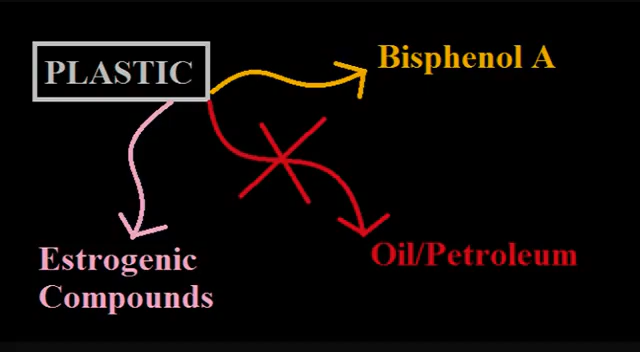 PLASTIC
Bisphenol A
Oil/Petroleum
Estrogenic
Compounds